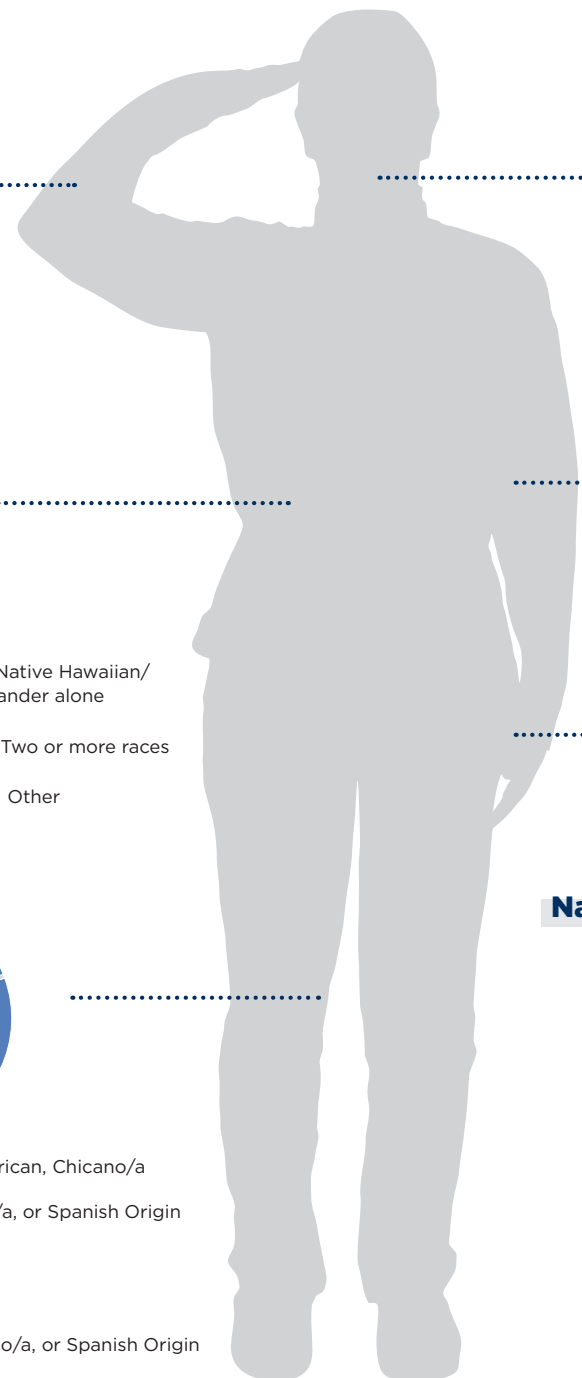 Native Hawaiian/
ander alone
Two or more races
Other
Na
rican, Chicano/a
/a, or Spanish Origin
o/a, or Spanish Origin